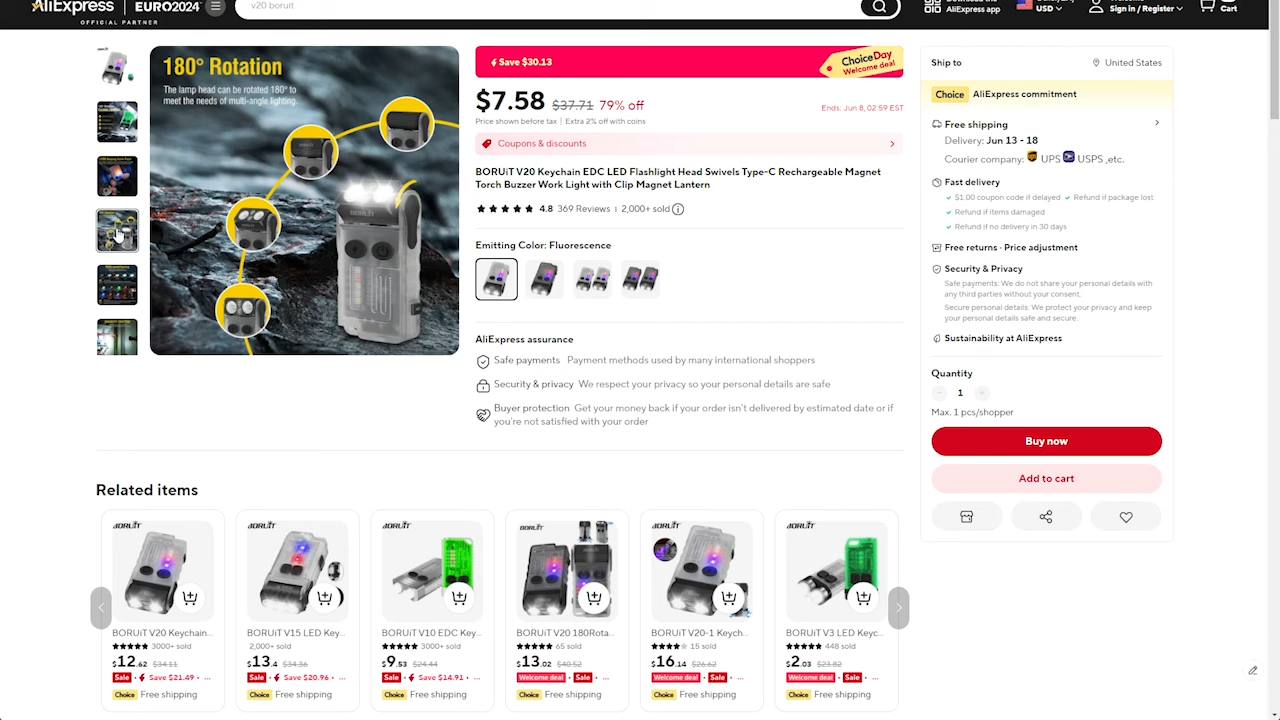 AliExpress
OFFICIAL PARTNER
EURO2024
v20 boruit
AliExpress app
USD
Sign / Register
Cart
180° Rotation
The lamp head can be rotated 180° to
meet the needs of multi-angle lighting.
BORUiT
Save $30.13
ChoiceDay
Welcome deal
$7.58 $37.71 79% off
Ends: Jun 8, 02:59 EST
Price shown before tax | Extra 2% off with coins
Coupons & discounts
BORUiT V20 Keychain EDC LED Flashlight Head Swivels Type-C Rechargeable Magnet
Torch Buzzer Work Light with Clip Magnet Lantern
4.8 369 Reviews | 2,000+ sold
Emitting Color: Fluorescence
AliExpress assurance
Safe payments Payment methods used by many international shoppers
Security & privacy We respect your privacy so your personal details are safe
Buyer protection Get your money back if your order isn't delivered by estimated date or if
you're not satisfied with your order
Ship to
United States
Choice AliExpress commitment
Free shipping
Delivery: Jun 13 - 18
Courier company: UPS USPS ,etc.
Fast delivery
$1.00 coupon code if delayed Refund if package lost
Refund if items damaged
Refund if no delivery in 30 days
Free returns · Price adjustment
Security & Privacy
Safe payments: We do not share your personal details with
any third parties without your consent.
Secure personal details: We protect your privacy and keep
your personal details safe and secure.
Sustainability at AliExpress
Quantity
1
Max. 1 pcs/shopper
Buy now
Add to cart
Related items
BORUiT
BORUiT V20 Keychain...
3000+ sold
$12.62 $34.11
Sale Save $21.49 · ...
Choice Free shipping
BORUiT
BORUiT V15 LED Key...
2,000+ sold
$13.4 $34.36
Sale Save $20.96 · ...
Choice Free shipping
BORUiT
BORUiT V10 EDC Key...
3000+ sold
$9.53 $24.44
Sale Save $14.91 · ...
Choice Free shipping
BORUiT
BORUiT V20 180Rota...
65 sold
$13.02 $40.52
Welcome deal · Sale · ...
Choice Free shipping
BORUiT
BORUiT V20-1 Keych...
15 sold
$16.14 $26.62
Welcome deal · Sale · ...
Choice Free shipping
BORUiT
BORUiT V3 LED Keyc...
448 sold
$2.03 $23.82
Welcome deal · Sale · ...
Choice Free shipping